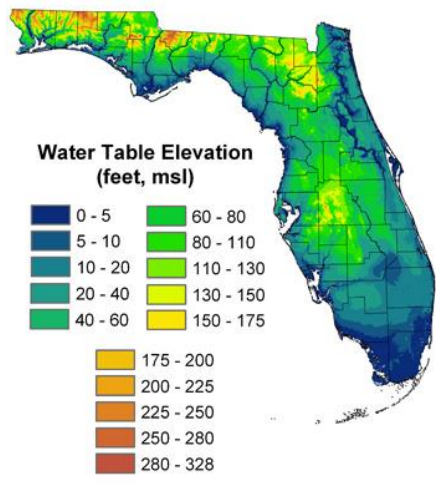 Water Table Elevation
(feet, msl)
0 - 5
5 - 10
10 - 20
20 - 40
40 - 60
60 - 80
80 - 110
110 - 130
130 - 150
150 - 175
175 - 200
200 - 225
225 - 250
250 - 280
280 - 328